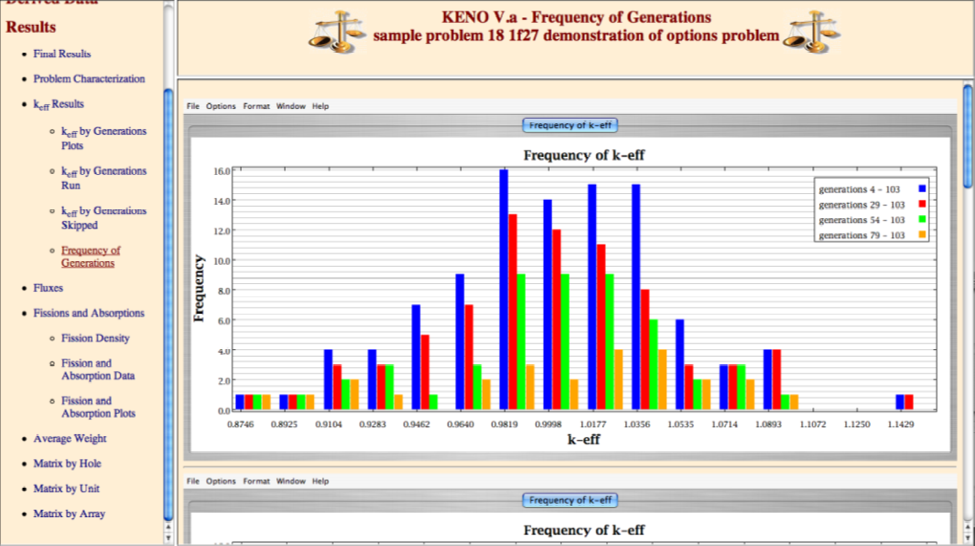 Derived Data
Results
Final Results
Problem Characterization
keff Results
keff by Generations
Plots
keff by Generations
Run
keff by Generations
Skipped
Frequency of
Generations
Fluxes
Fissions and Absorptions
Fission Density
Fission and
Absorption Data
Fission and
Absorption Plots
Average Weight
Matrix by Hole
Matrix by Unit
Matrix by Array
KENO V.a - Frequency of Generations
sample problem 18 1f27 demonstration of options problem
File Options Format Window Help
Frequency of k-eff
Frequency of k-eff
generations 4 - 103
generations 29 - 103
generations 54 - 103
generations 79 - 103
Frequency
16.0
14.0
12.0
10.0
8.0
6.0
4.0
2.0
0.0
0.8746 0.8925 0.9104 0.9283 0.9462 0.9640 0.9819 0.9998 1.0177 1.0356 1.0535 1.0714 1.0893 1.1072 1.1250 1.1429
k-eff
File Options Format Window Help
Frequency of k-eff
Frequency of k-eff